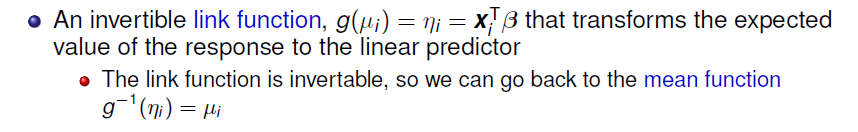 An invertible link function, g(μᵢ) = ηᵢ = xᵢᵀβ that transforms the expected
value of the response to the linear predictor
The link function is invertable, so we can go back to the mean function
g⁻¹(ηᵢ) = μᵢ